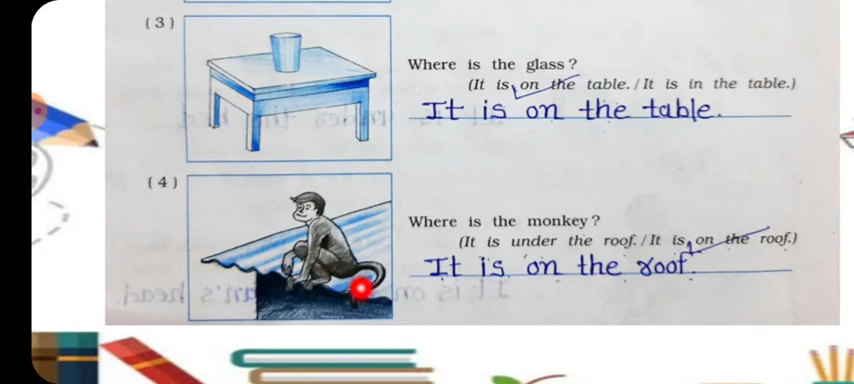 (3)
Where is the glass?
(It is on the table./It is in the table.)
It is on the table.
(4)
Where is the monkey?
(It is under the roof./It is on the roof.)
It is on the roof.